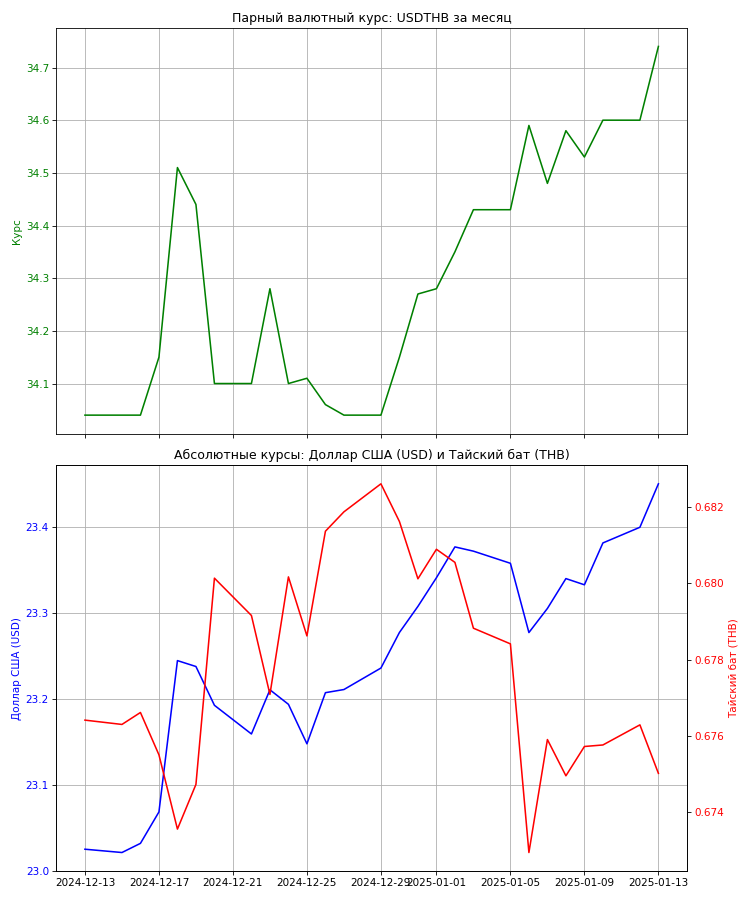 Парный валютный курс: USDTHB за месяц
34.7
34.6
34.5
34.4
34.3
34.2
34.1
Курс
Абсолютные курсы: Доллар США (USD) и Тайский бат (THB)
23.4
23.3
23.2
23.1
23.0
Доллар США (USD)
0.682
0.680
0.678
0.676
0.674
Тайский бат (THB)
2024-12-13 2024-12-17 2024-12-21 2024-12-25 2024-12-29 2025-01-01 2025-01-05 2025-01-09 2025-01-13